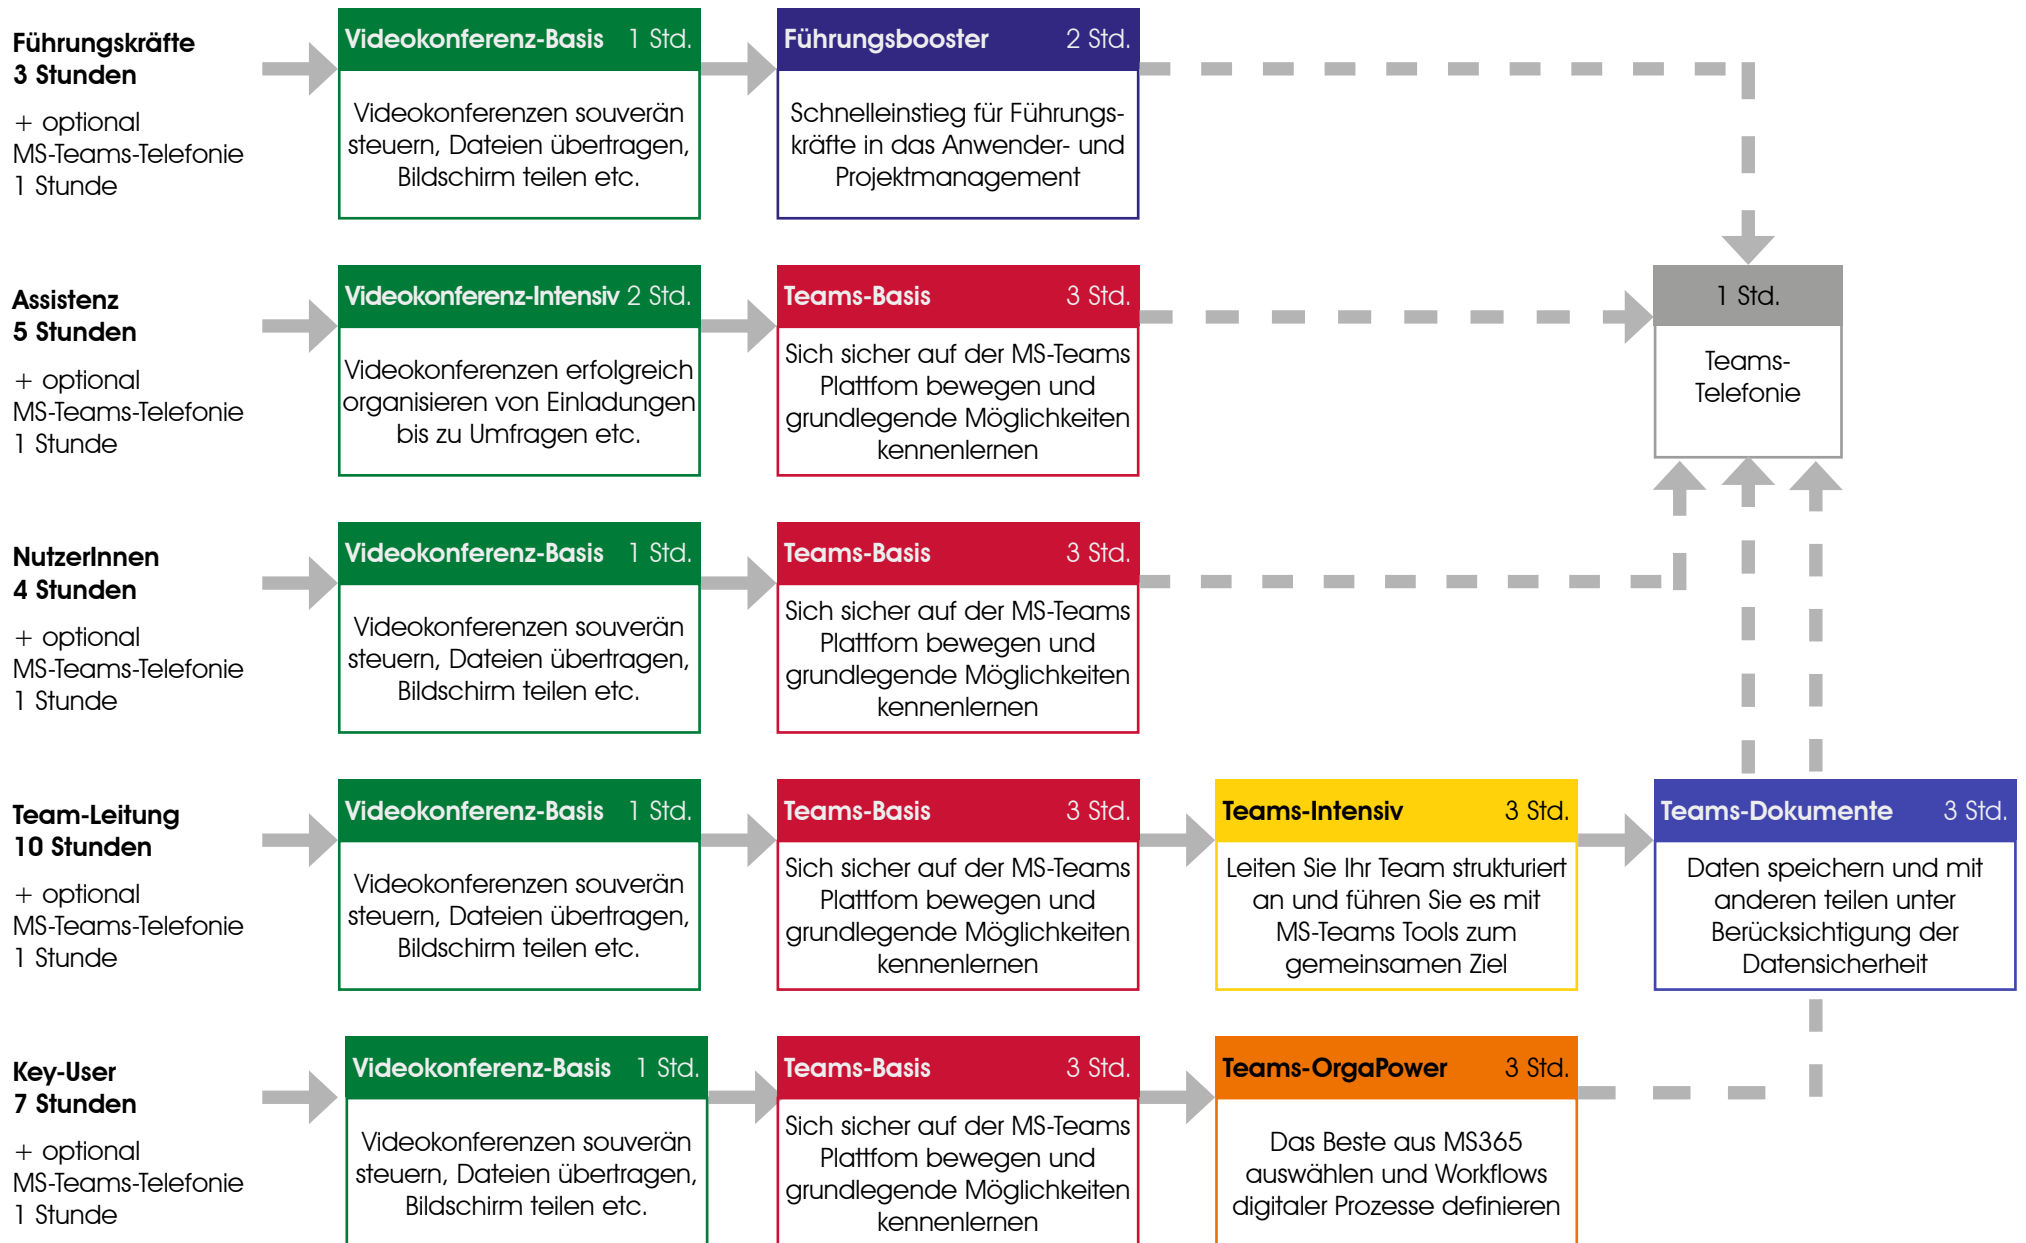 Führungskräfte
3 Stunden
+ optional
MS-Teams-Telefonie
1 Stunde
Videokonferenz-Basis 1 Std.
Videokonferenzen souverän
steuern, Dateien übertragen,
Bildschirm teilen etc.
Führungsbooster 2 Std.
Schnelleinstieg für Führungs-
kräfte in das Anwender- und
Projektmanagement
Assistenz
5 Stunden
+ optional
MS-Teams-Telefonie
1 Stunde
Videokonferenz-Intensiv 2 Std.
Videokonferenzen erfolgreich
organisieren von Einladungen
bis zu Umfragen etc.
Teams-Basis 3 Std.
Sich sicher auf der MS-Teams
Plattfom bewegen und
grundlegende Möglichkeiten
kennenlernen
1 Std.
Teams-
Telefonie
NutzerInnen
4 Stunden
+ optional
MS-Teams-Telefonie
1 Stunde
Videokonferenz-Basis 1 Std.
Videokonferenzen souverän
steuern, Dateien übertragen,
Bildschirm teilen etc.
Teams-Basis 3 Std.
Sich sicher auf der MS-Teams
Plattfom bewegen und
grundlegende Möglichkeiten
kennenlernen
Team-Leitung
10 Stunden
+ optional
MS-Teams-Telefonie
1 Stunde
Videokonferenz-Basis 1 Std.
Videokonferenzen souverän
steuern, Dateien übertragen,
Bildschirm teilen etc.
Teams-Basis 3 Std.
Sich sicher auf der MS-Teams
Plattfom bewegen und
grundlegende Möglichkeiten
kennenlernen
Teams-Intensiv 3 Std.
Leiten Sie Ihr Team strukturiert
an und führen Sie es mit
MS-Teams Tools zum
gemeinsamen Ziel
Teams-Dokumente 3 Std.
Daten speichern und mit
anderen teilen unter
Berücksichtigung der
Datensicherheit
Key-User
7 Stunden
+ optional
MS-Teams-Telefonie
1 Stunde
Videokonferenz-Basis 1 Std.
Videokonferenzen souverän
steuern, Dateien übertragen,
Bildschirm teilen etc.
Teams-Basis 3 Std.
Sich sicher auf der MS-Teams
Plattfom bewegen und
grundlegende Möglichkeiten
kennenlernen
Teams-OrgaPower 3 Std.
Das Beste aus MS365
auswählen und Workflows
digitaler Prozesse definieren